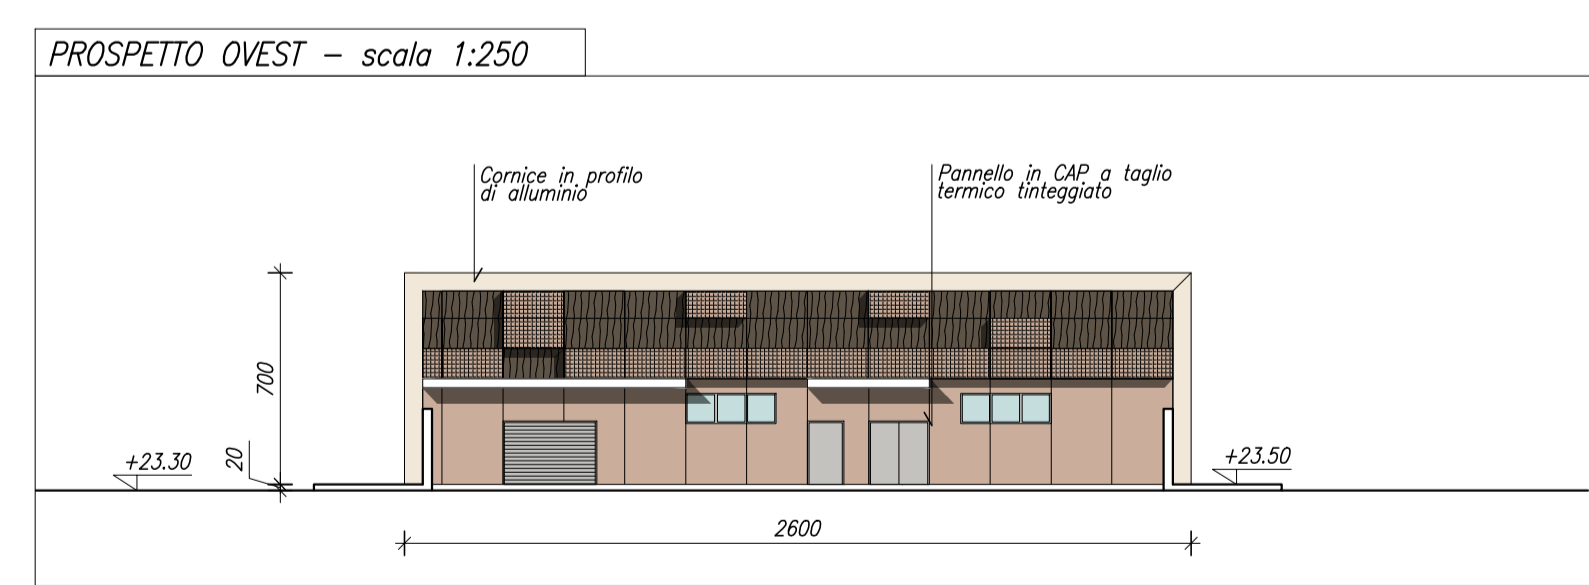 PROSPETTO OVEST – scala 1:250
Cornice in profilo
di alluminio
Pannello in CAP a taglio
termico tinteggiato
700
20
+23.30
+23.50
2600